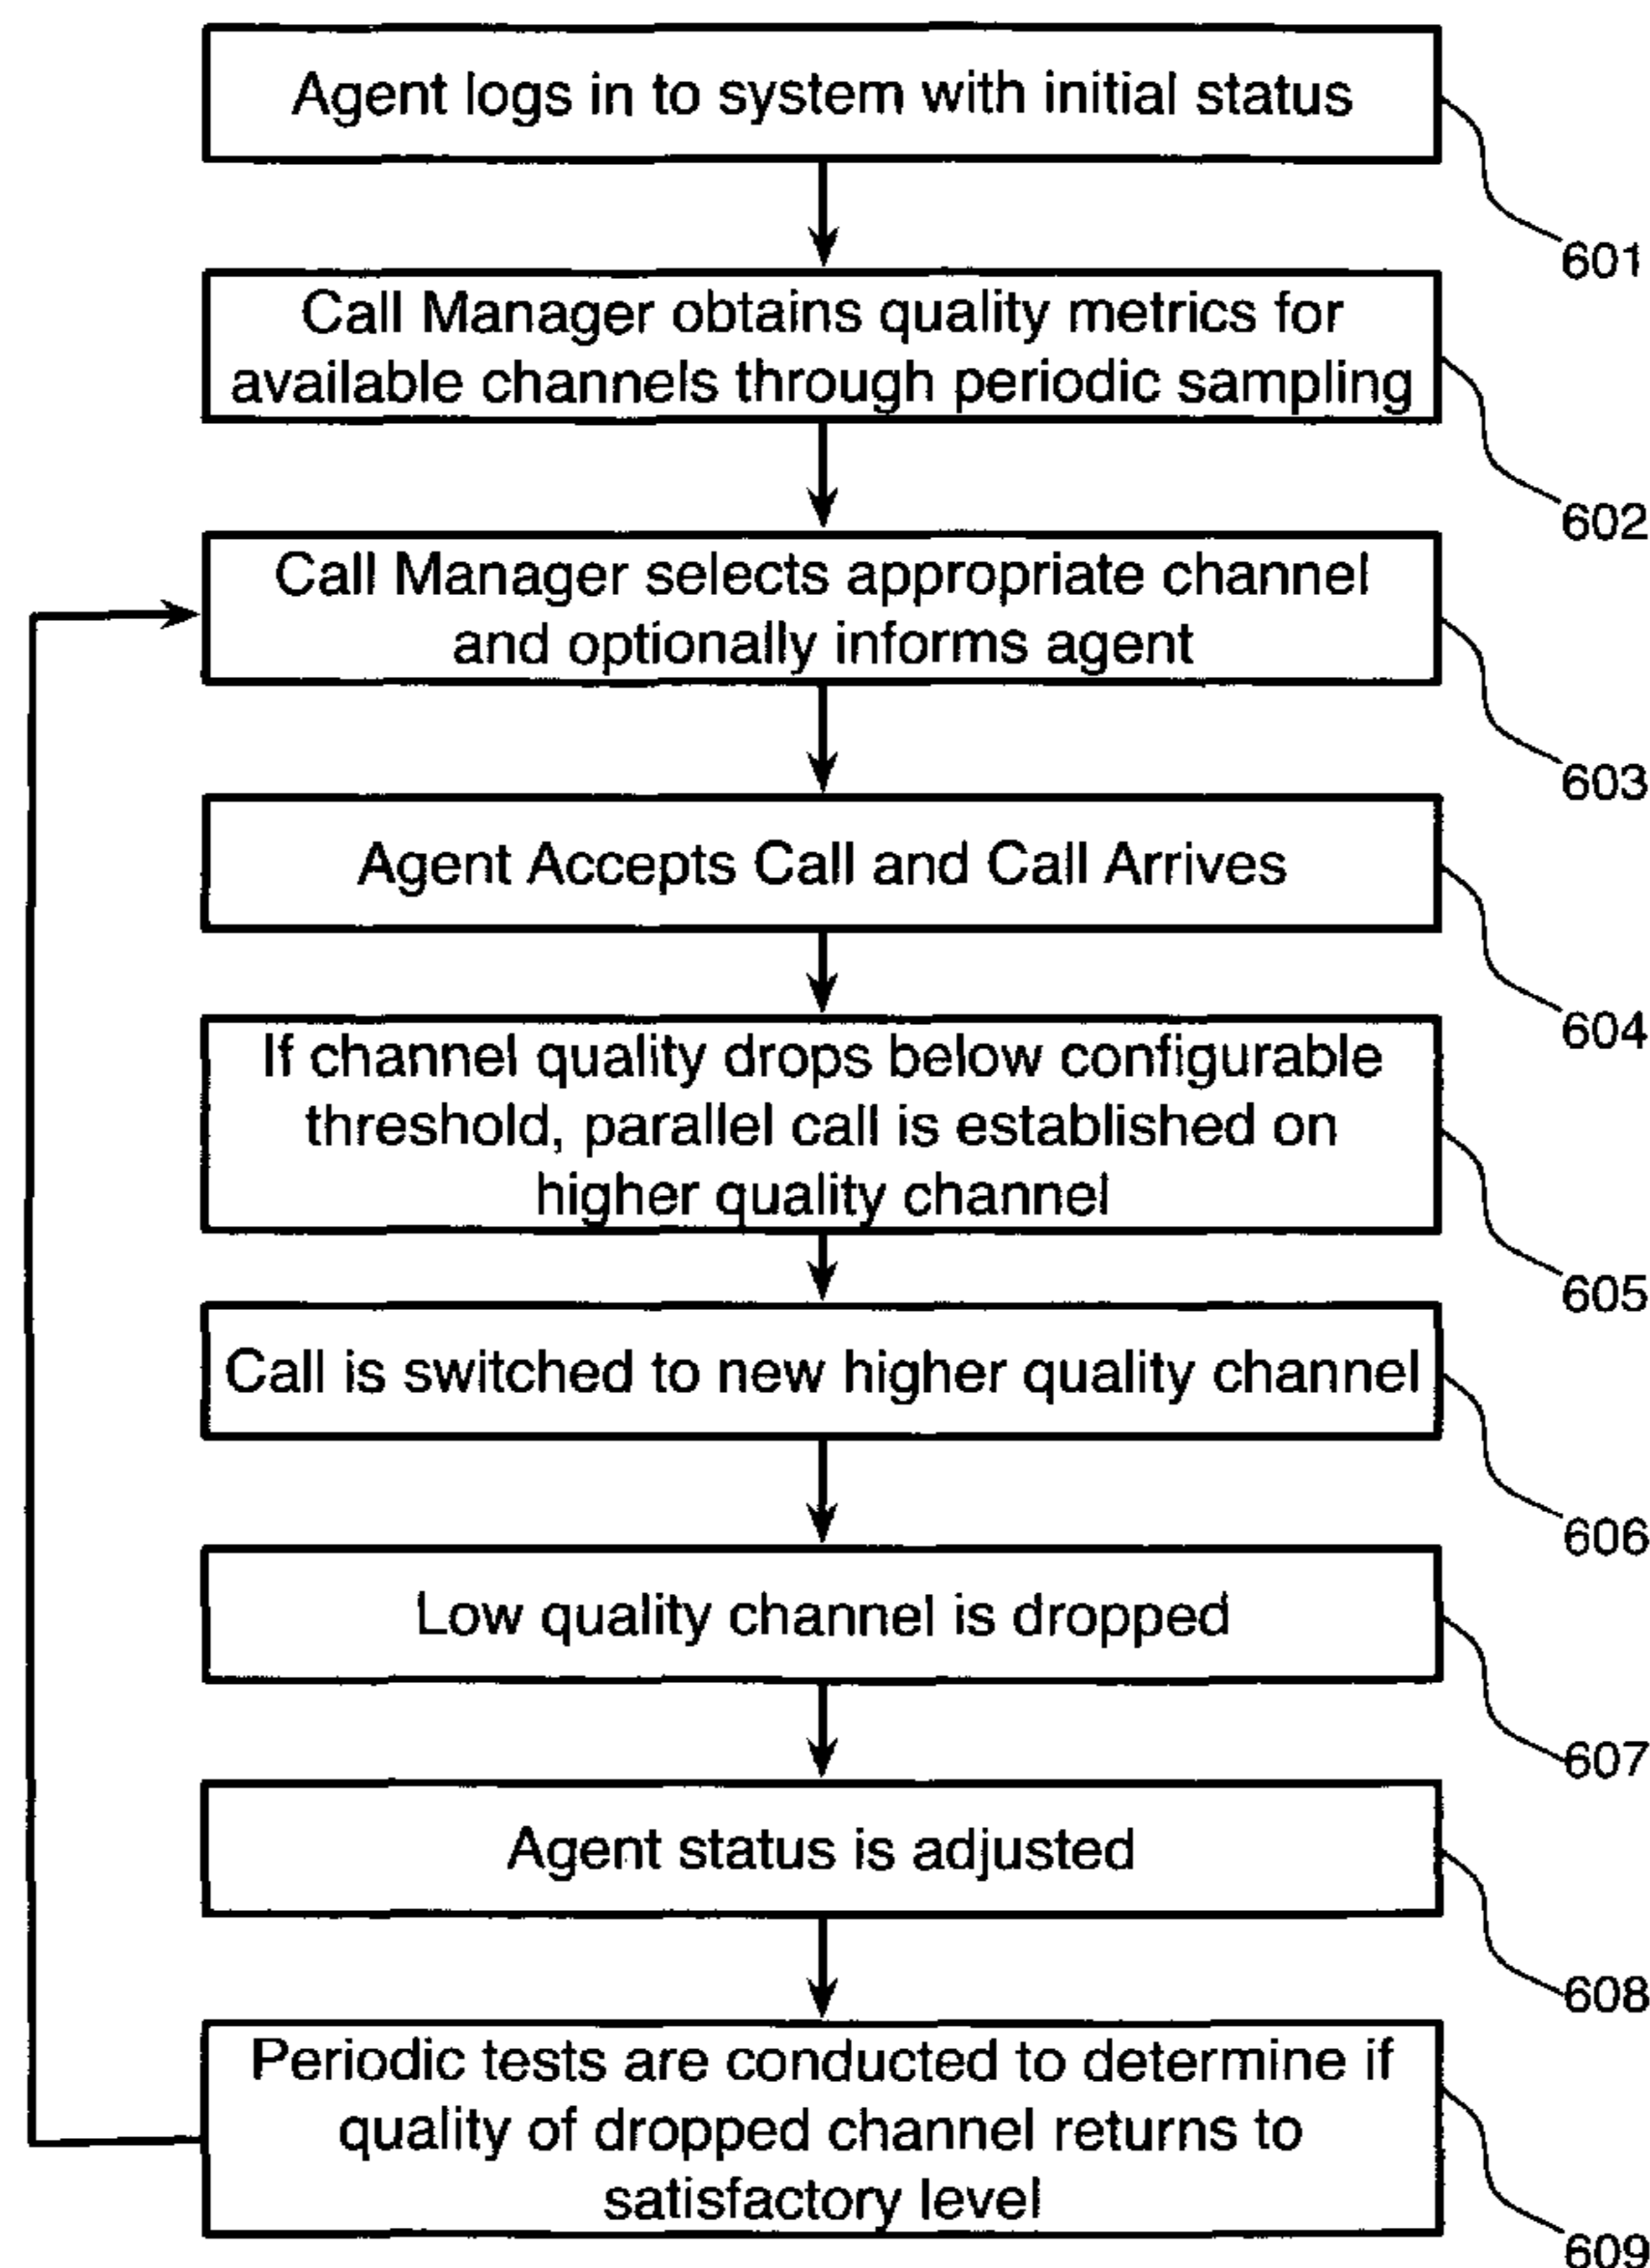 Agent logs in to system with initial status
601
Call Manager obtains quality metrics for
available channels through periodic sampling
602
Call Manager selects appropriate channel
and optionally informs agent
603
Agent Accepts Call and Call Arrives
604
If channel quality drops below configurable
threshold, parallel call is established on
higher quality channel
605
Call is switched to new higher quality channel
606
Low quality channel is dropped
607
Agent status is adjusted
608
Periodic tests are conducted to determine if
quality of dropped channel returns to
satisfactory level
609